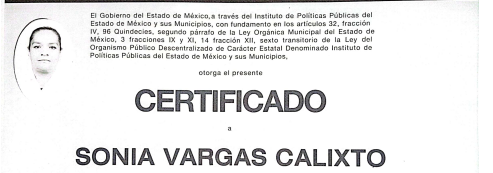 El Gobierno del Estado de México,a través del Instituto de Políticas Públicas del
Estado de México y sus Municipios, con fundamento en los artículos 32, fracción
IV, 96 Quindecies, segundo párrafo de la Ley Orgánica Municipal del Estado de
México, 3 fracciones IX y XI, 14 fracción XII, sexto transitorio de la Ley del
Organismo Público Descentralizado de Carácter Estatal Denominado Instituto de
Políticas Públicas del Estado de México y sus Municipios,
otorga el presente
CERTIFICADO
a
SONIA VARGAS CALIXTO